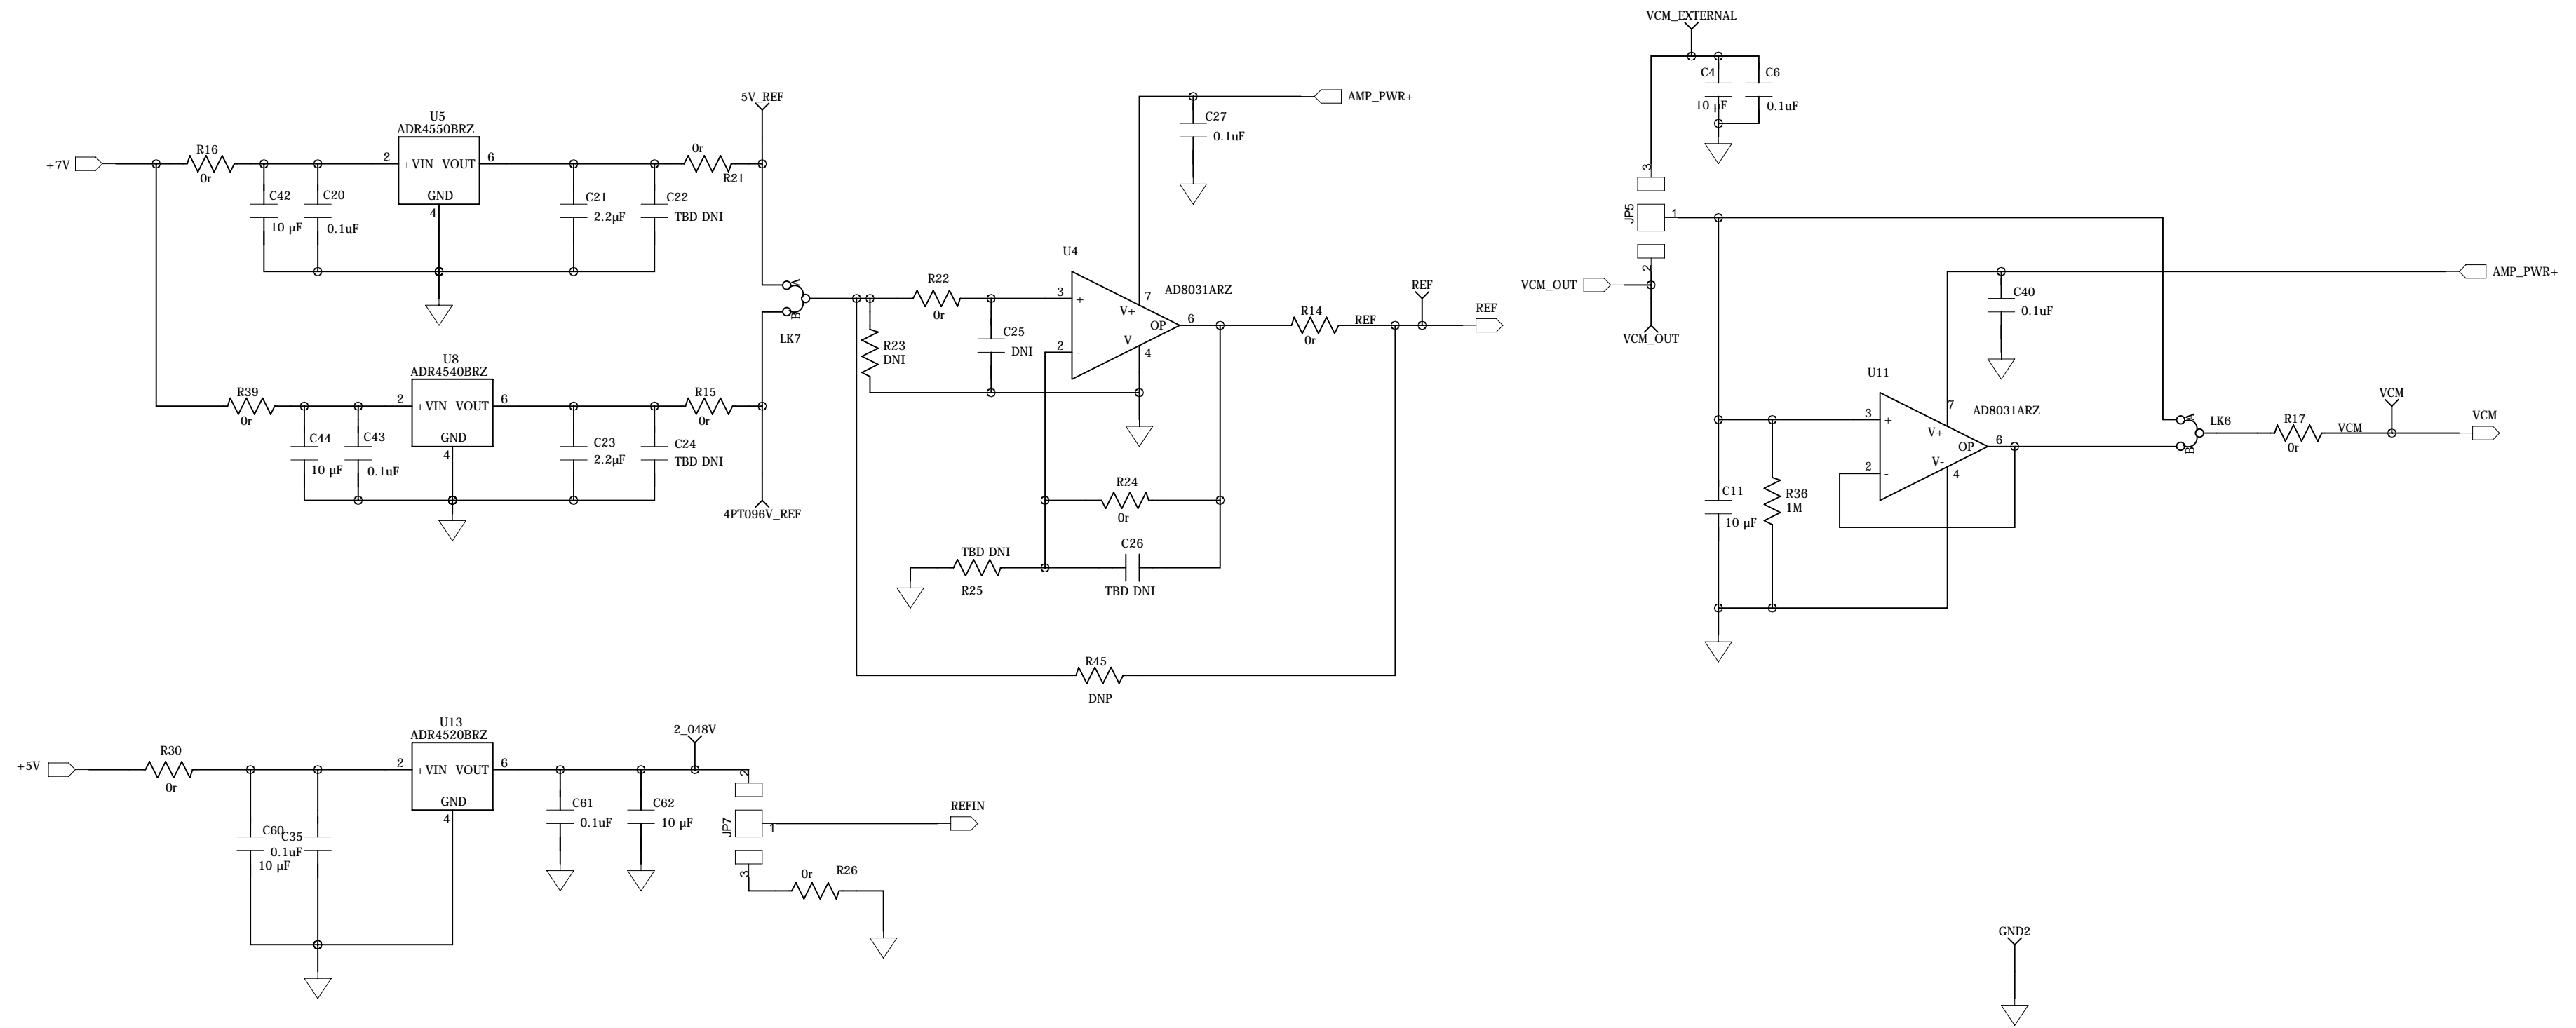 VCM_EXTERNAL
C4
10 µF
C6
0.1uF
3
JP5
1
2
VCM_OUT
VCM_OUT
+7V
R16
0r
C42
10 µF
C20
0.1uF
U5
ADR4550BRZ
2
+VIN VOUT
6
GND
4
C21
2.2µF
C22
TBD DNI
0r
R21
5V_REF
A
B
LK7
R39
0r
C44
10 µF
C43
0.1uF
U8
ADR4540BRZ
2
+VIN VOUT
6
GND
4
C23
2.2µF
C24
TBD DNI
R15
0r
4PT096V_REF
R23
DNI
R22
0r
C25
DNI
U4
AD8031ARZ
3
+
2
-
V+
7
OP
6
V-
4
C27
0.1uF
AMP_PWR+
R14
0r
REF
REF
REF
R24
0r
C26
TBD DNI
TBD DNI
R25
R45
DNP
AMP_PWR+
C40
0.1uF
U11
AD8031ARZ
3
+
2
-
V+
7
OP
6
V-
4
C11
10 µF
R36
1M
A
B
LK6
R17
0r
VCM
VCM
VCM
+5V
R30
0r
C60
10 µF
C35
0.1uF
U13
ADR4520BRZ
2
+VIN VOUT
6
GND
4
C61
0.1uF
C62
10 µF
2_048V
2
JP7
1
3
REFIN
0r
R26
GND2